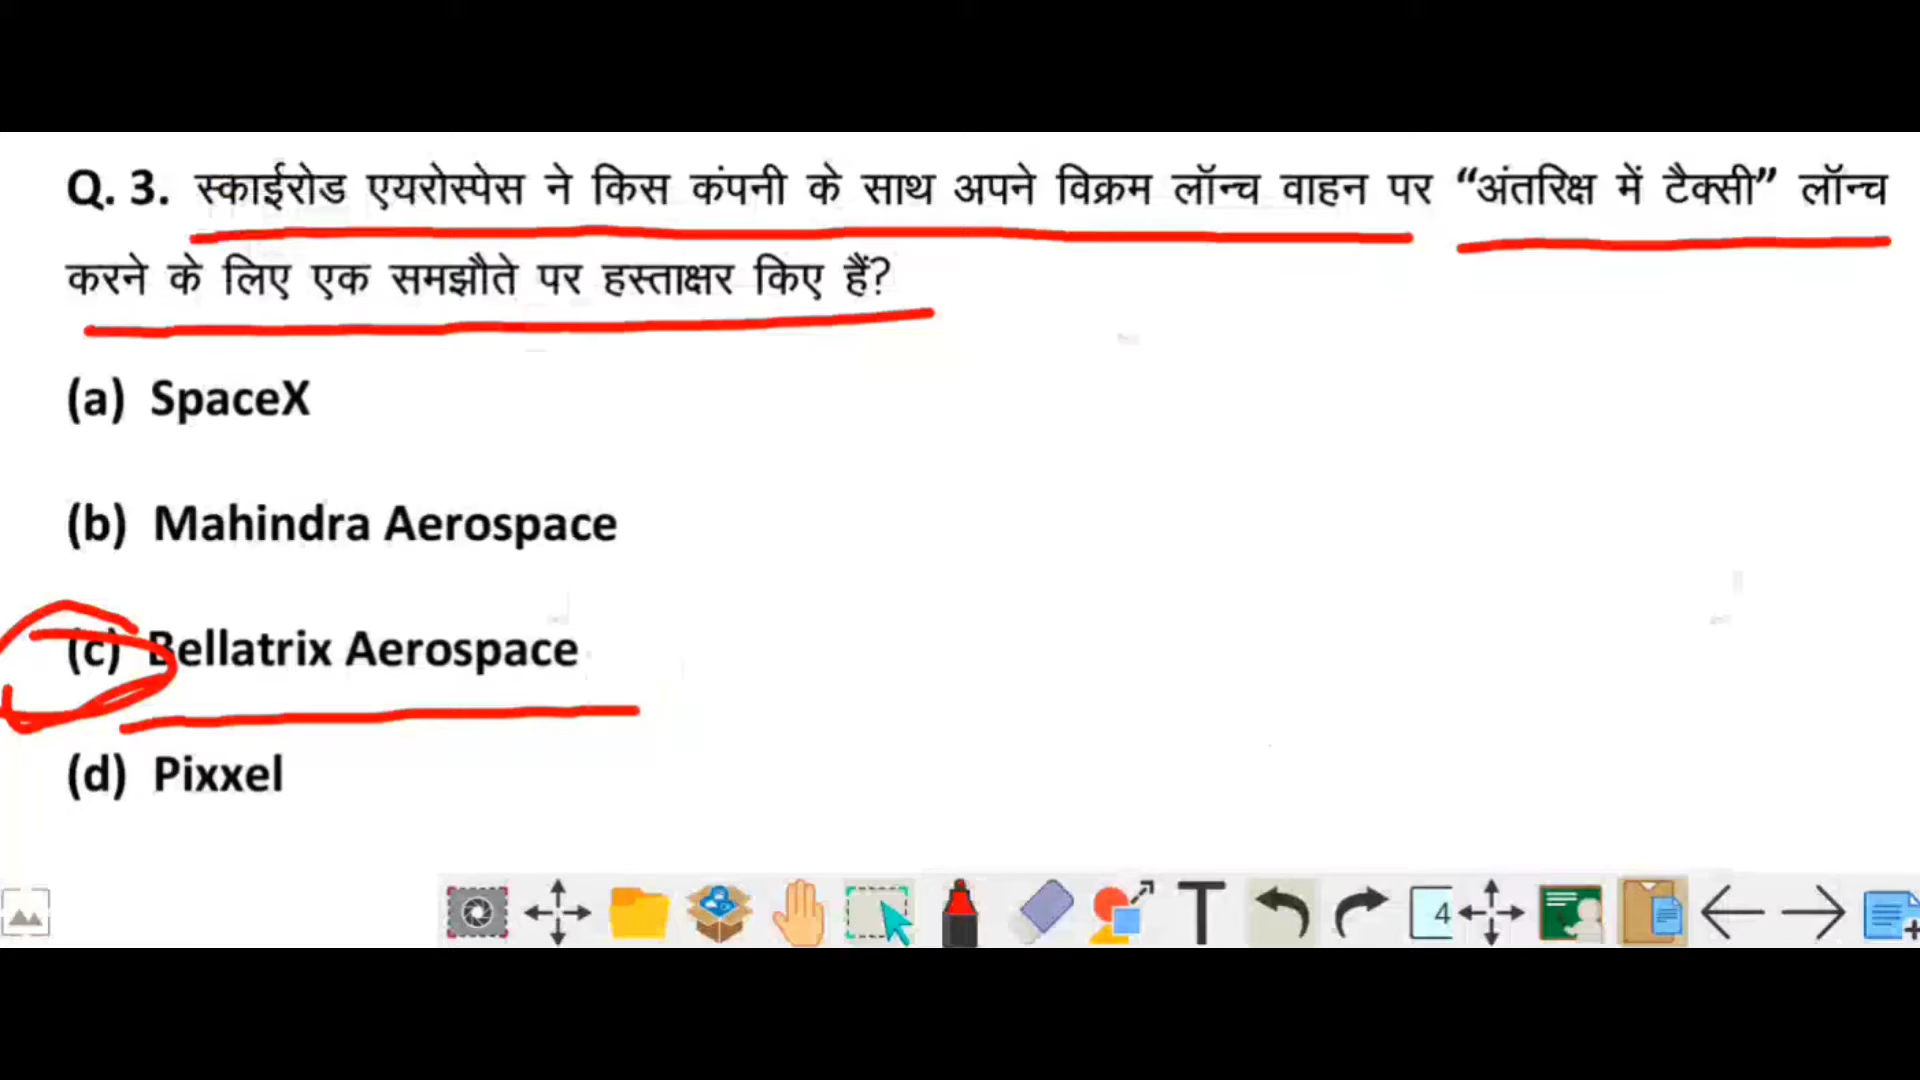 Q. 3. स्काईरोड एयरोस्पेस ने किस कंपनी के साथ अपने विक्रम लॉन्च वाहन पर “अंतरिक्ष में टैक्सी” लॉन्च
करने के लिए एक समझौते पर हस्ताक्षर किए हैं?
(a) SpaceX
(b) Mahindra Aerospace
(c) Bellatrix Aerospace
(d) Pixxel
T 4